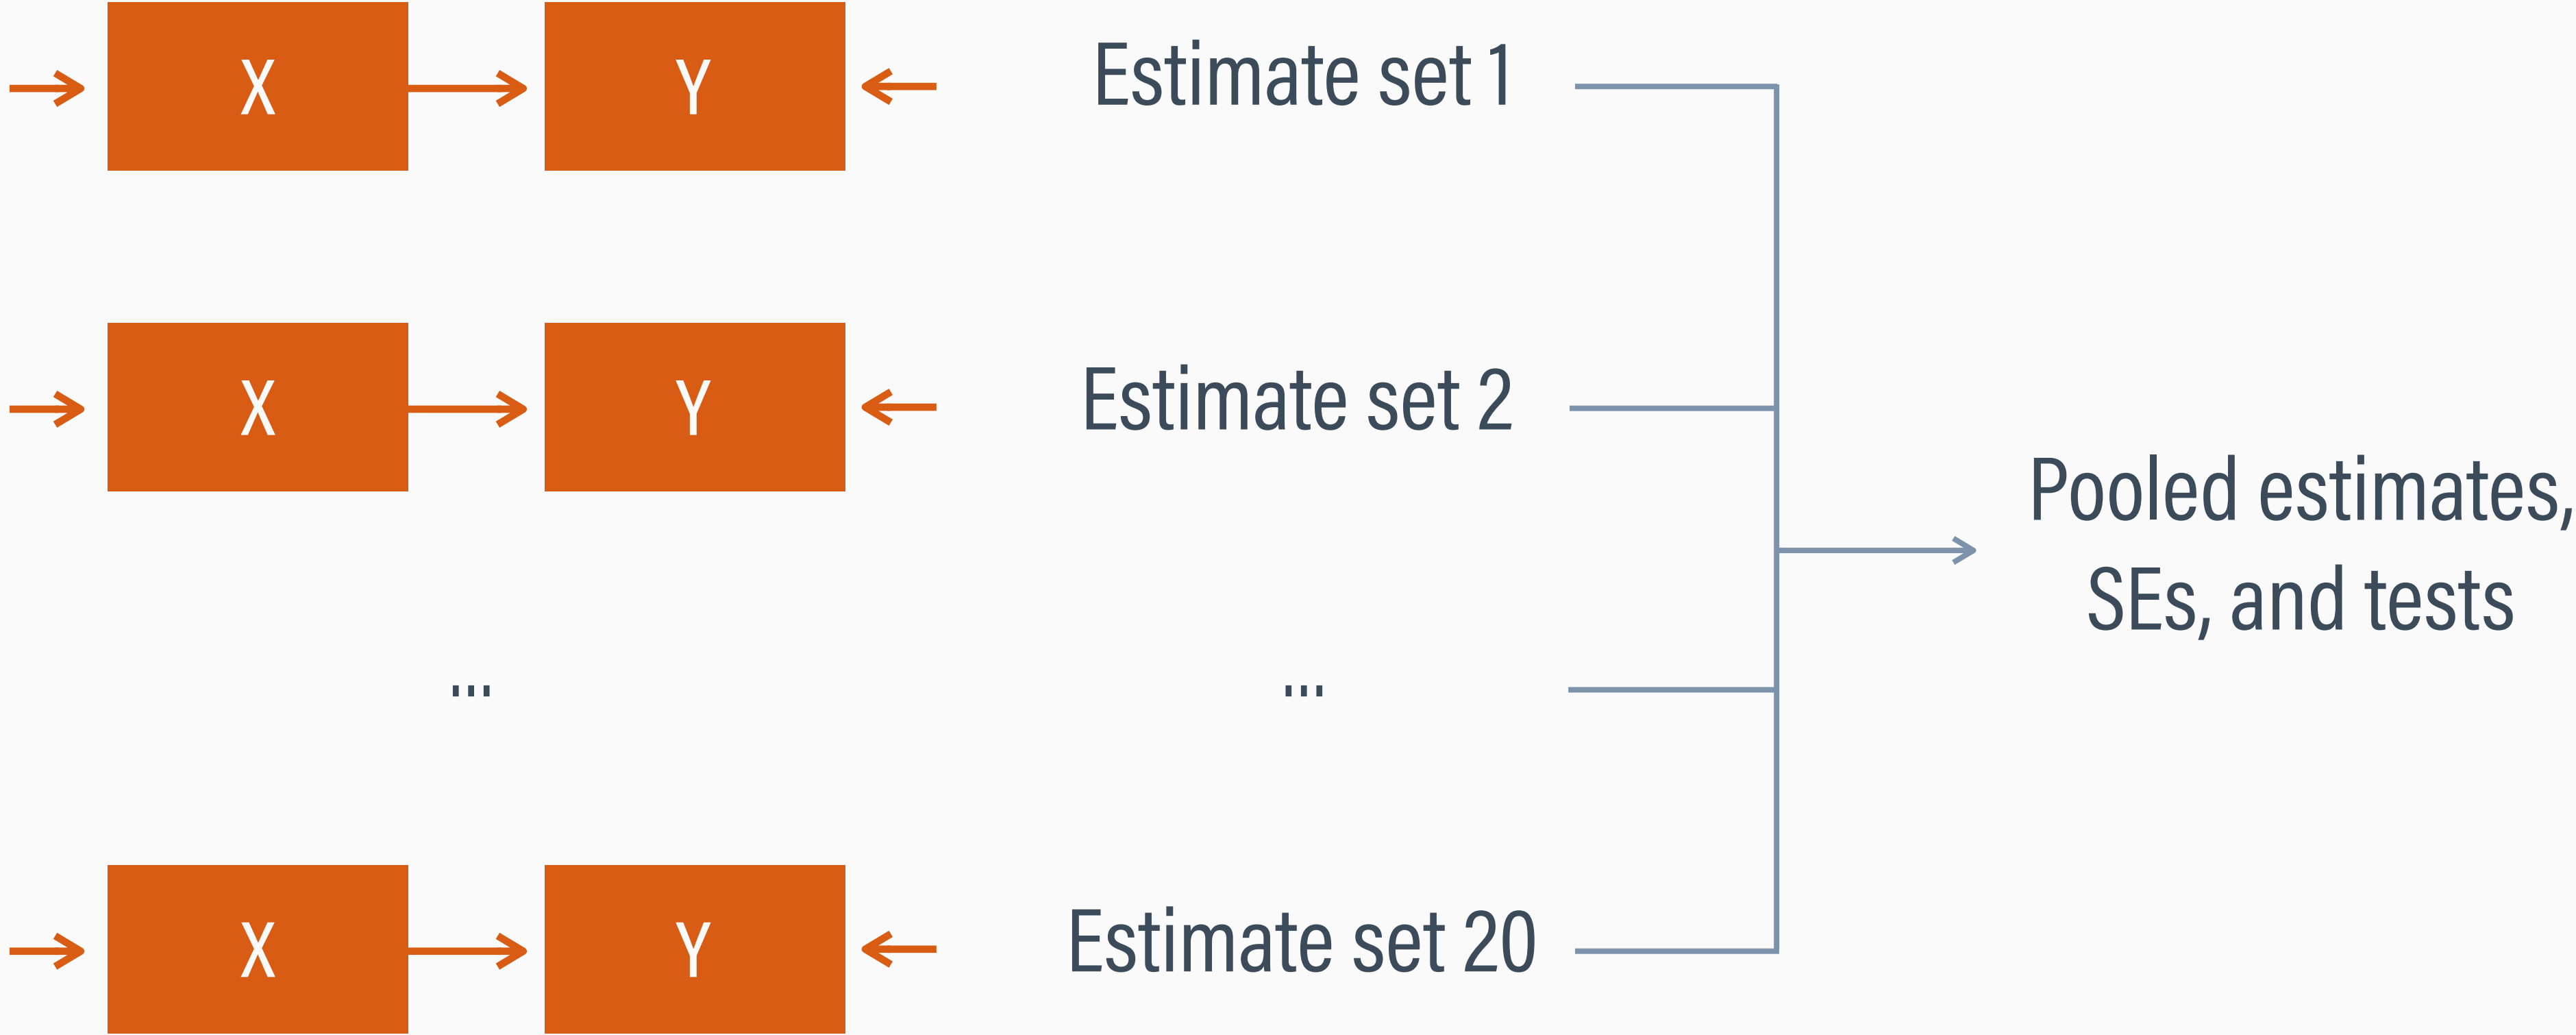 X Y Estimate set 1
X Y Estimate set 2
Pooled estimates,
SEs, and tests
... ...
X Y Estimate set 20